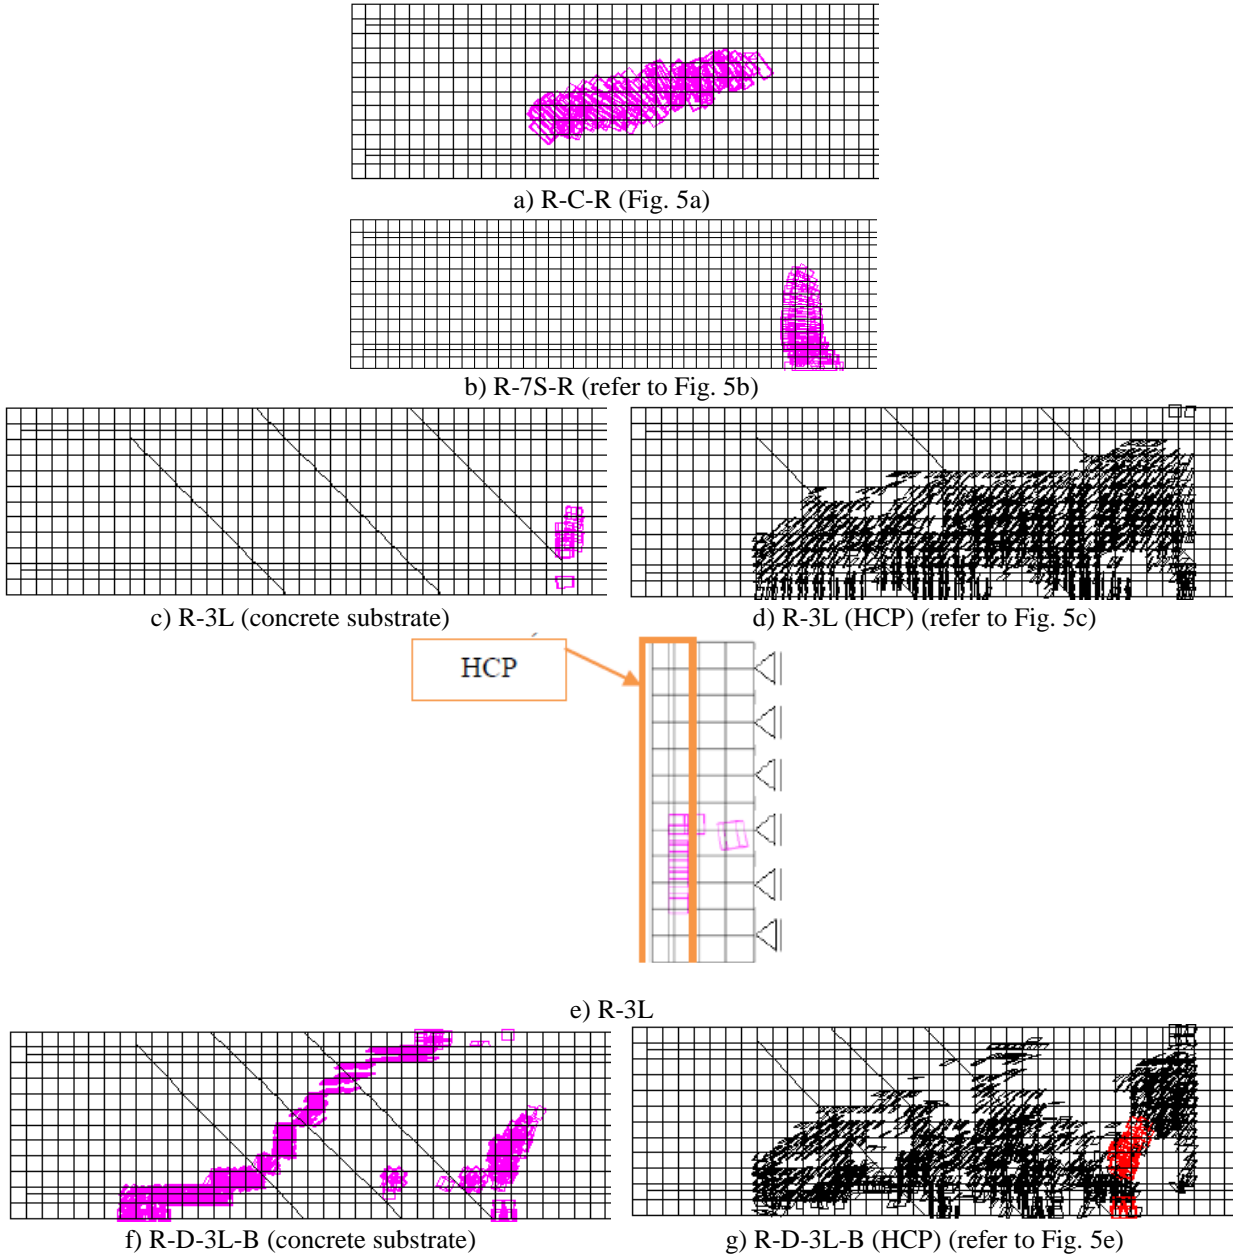 a) R-C-R (Fig. 5a)
b) R-7S-R (refer to Fig. 5b)
c) R-3L (concrete substrate)
d) R-3L (HCP) (refer to Fig. 5c)
HCP
e) R-3L
f) R-D-3L-B (concrete substrate)
g) R-D-3L-B (HCP) (refer to Fig. 5e)